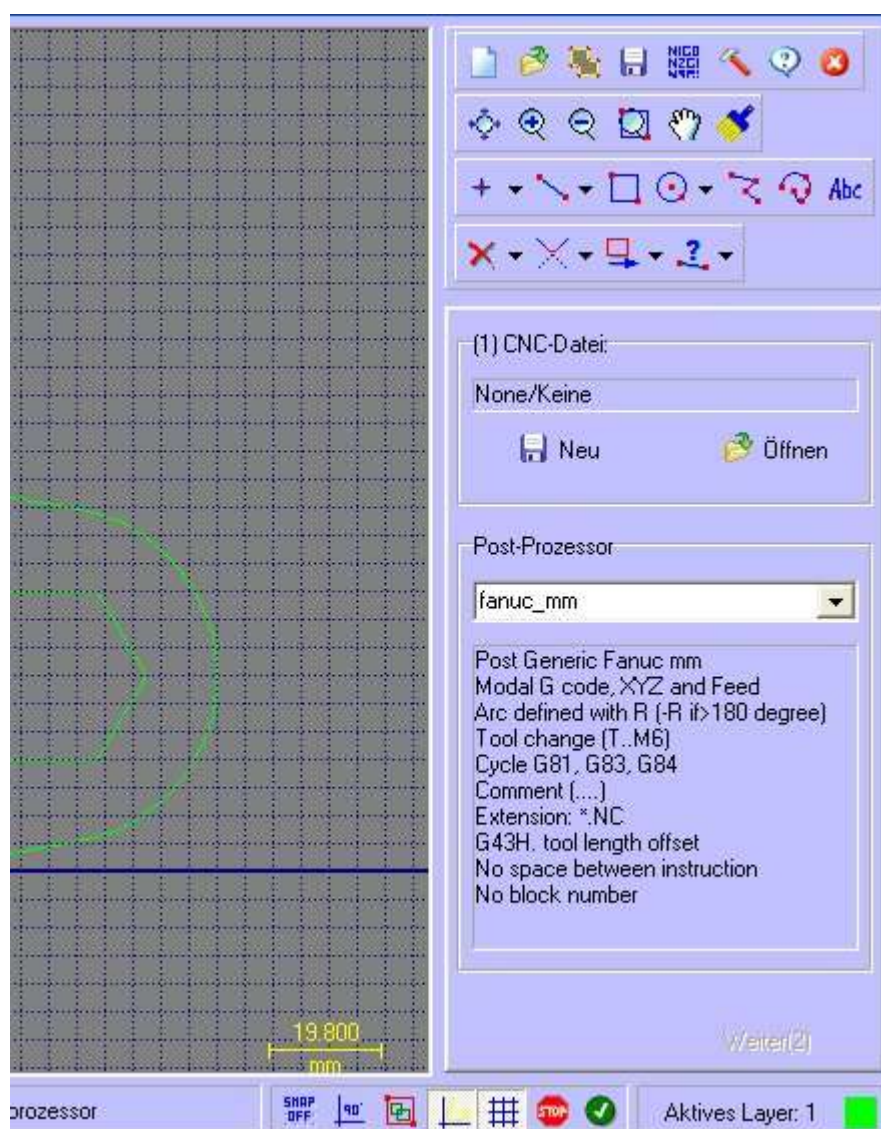 Abc
(1) CNC-Datei:
None/Keine
Neu
Öffnen
Post-Prozessor
fanuc_mm
Post Generic Fanuc mm
Modal G code, XYZ and Feed
Arc defined with R (-R if>180 degree)
Tool change (T..M6)
Cycle G81, G83, G84
Comment (....)
Extension: *.NC
G43H. tool length offset
No space between instruction
No block number
19.800
mm
Weiter(2)
prozessor
SNAP
OFF
90°
STOP
Aktives Layer: 1